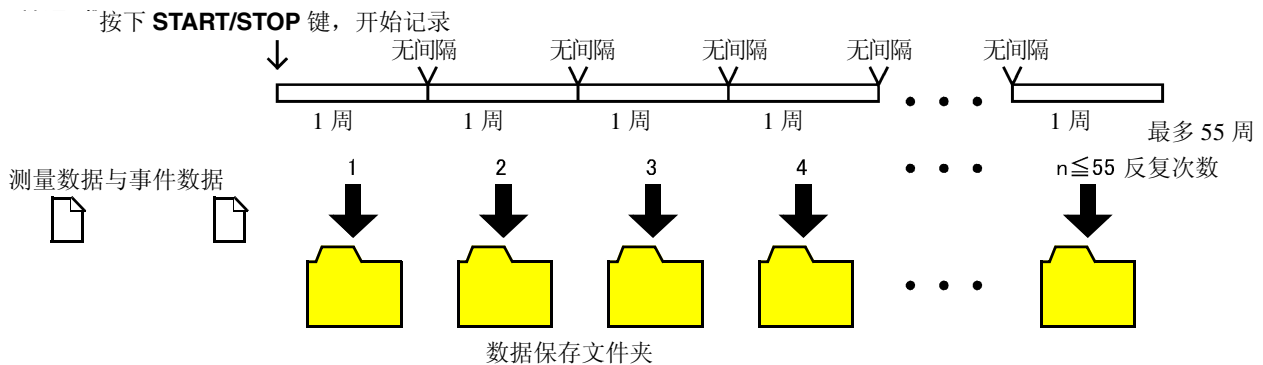 按下 START/STOP 键，开始记录
无间隔 无间隔 无间隔 无间隔 无间隔
1 周 1 周 1 周 1 周 1 周
最多 55 周
1 2 3 4 n≦55 反复次数
测量数据与事件数据
数据保存文件夹